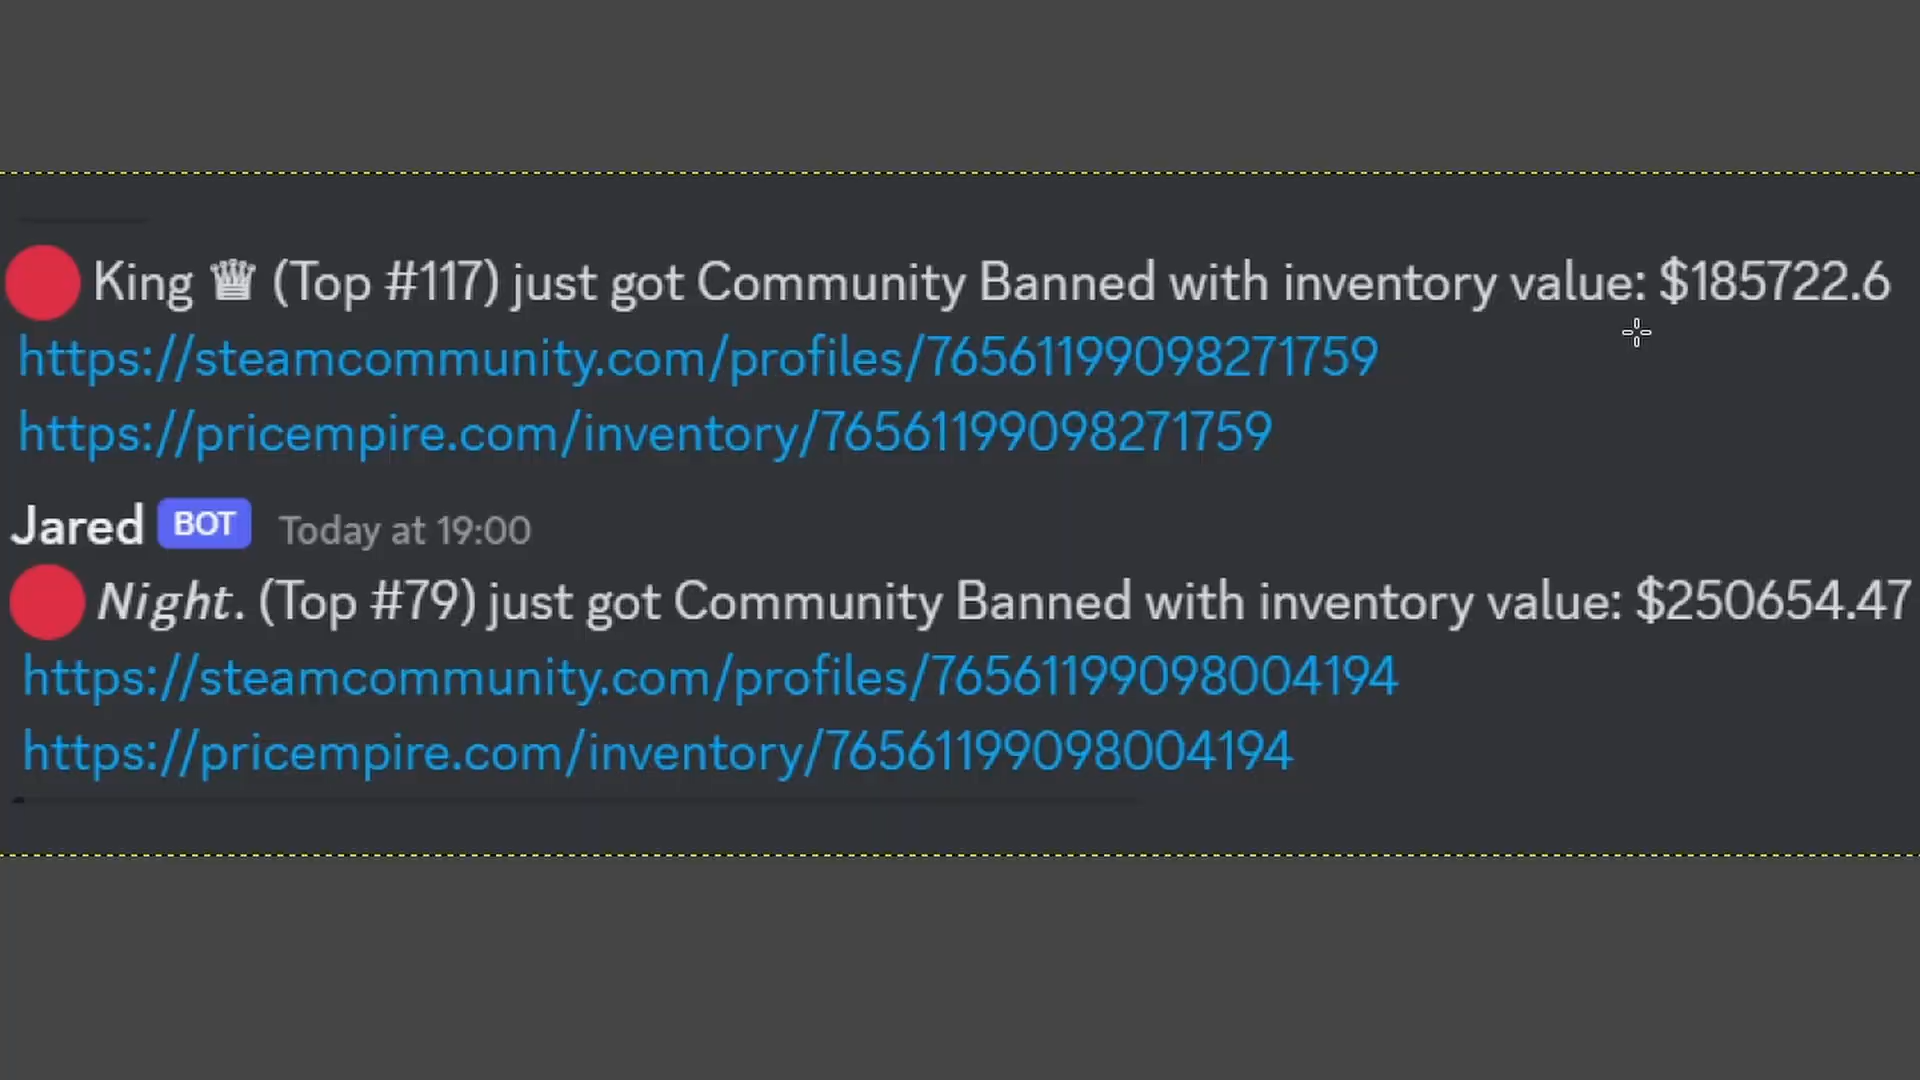 King ♛ (Top #117) just got Community Banned with inventory value: $185722.6
https://steamcommunity.com/profiles/76561199098271759
https://pricempire.com/inventory/76561199098271759
Jared BOT Today at 19:00
Night. (Top #79) just got Community Banned with inventory value: $250654.47
https://steamcommunity.com/profiles/76561199098004194
https://pricempire.com/inventory/76561199098004194